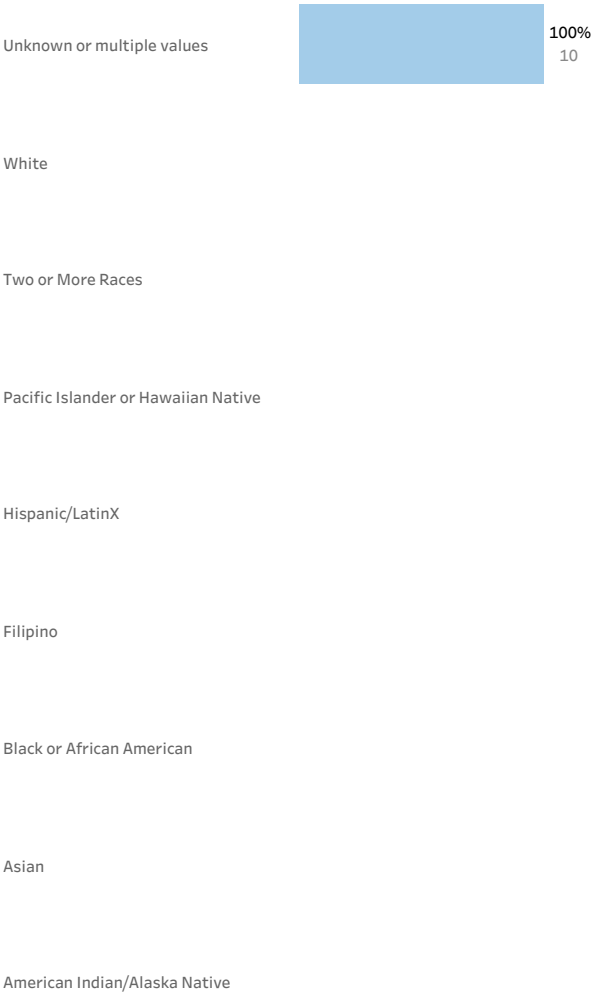 Unknown or multiple values
100%
10
White
Two or More Races
Pacific Islander or Hawaiian Native
Hispanic/LatinX
Filipino
Black or African American
Asian
American Indian/Alaska Native